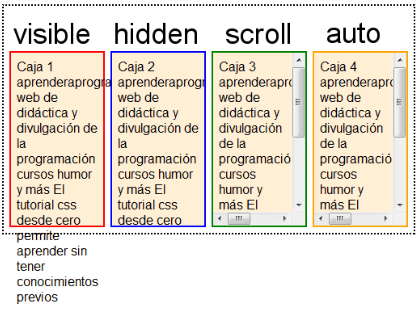 visible hidden scroll auto
Caja 1
aprenderaprogra
web de
didáctica y
divulgación de
la
programación
cursos humor
y más El
tutorial css
desde cero
permite
aprender sin
tener
conocimientos
previos
Caja 2
aprenderaprogr
web de
didáctica y
divulgación de
la
programación
cursos humor
y más El
tutorial css
desde cero
Caja 3
aprenderapro
web de
didáctica y
divulgación
de la
programació
cursos
humor y
más El
Caja 4
aprenderapro
web de
didáctica y
divulgación
de la
programació
cursos
humor y
más El